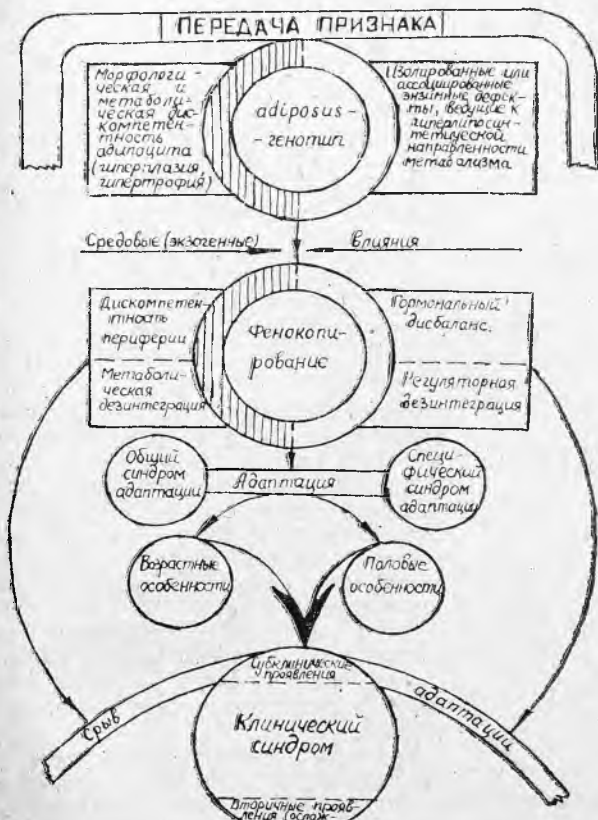 ПЕРЕДАЧА ПРИЗНАКА
Морфологи-
ческая и
метаболи-
ческая дис-
компетент-
ность
адипоцита
(гиперплазия,
гипертрофия)
adiposus-
-генотип
Изолированные или
ассоциированные
энзимные дефек-
ты, ведущие к
гиперлипосин-
тетической
направленности
метаболизма
Средовые (экзогенные)
влияния
Дискомпетен-
тность
периферии
Метаболи-
ческая
дезинтеграция
Фенокопи-
рование
Гормональный
дисбаланс.
Регуляторная
дезинтеграция
Общий
синдром
адаптации
Адаптация
Специ-
фический
синдром
адаптации
Возрастные
особенности
Половые
особенности
Субклинические
проявления
Срыв
адаптации
Клинический
синдром
Вторичные прояв-
ления (ослож-